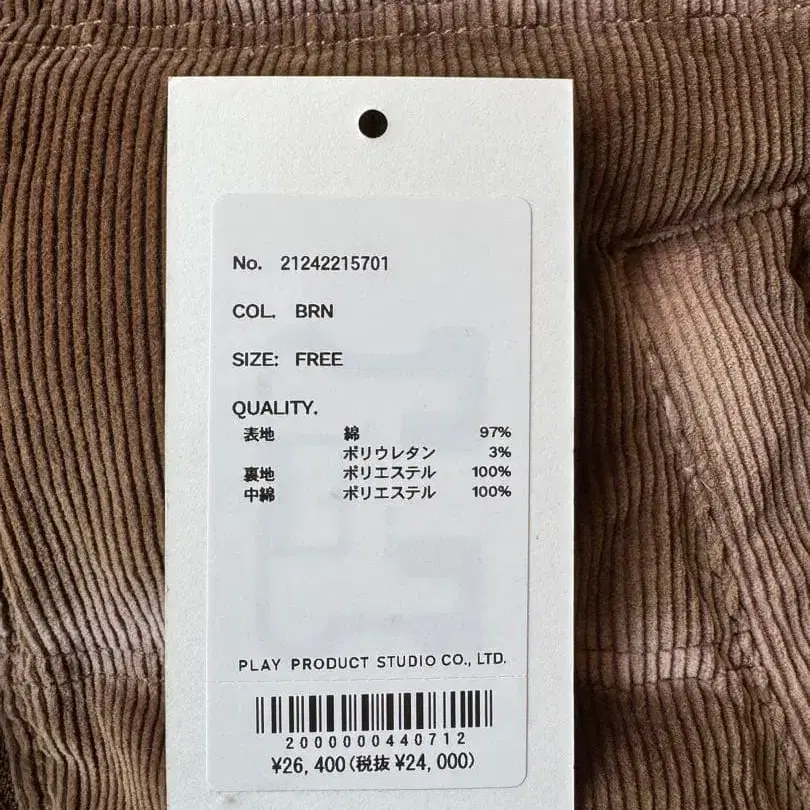 No. 21242215701
COL. BRN
SIZE: FREE
QUALITY.
表地 綿 97%
ポリウレタン 3%
裏地 ポリエステル 100%
中綿 ポリエステル 100%
PLAY PRODUCT STUDIO CO., LTD.
2000000440712
¥26,400(税抜¥24,000)